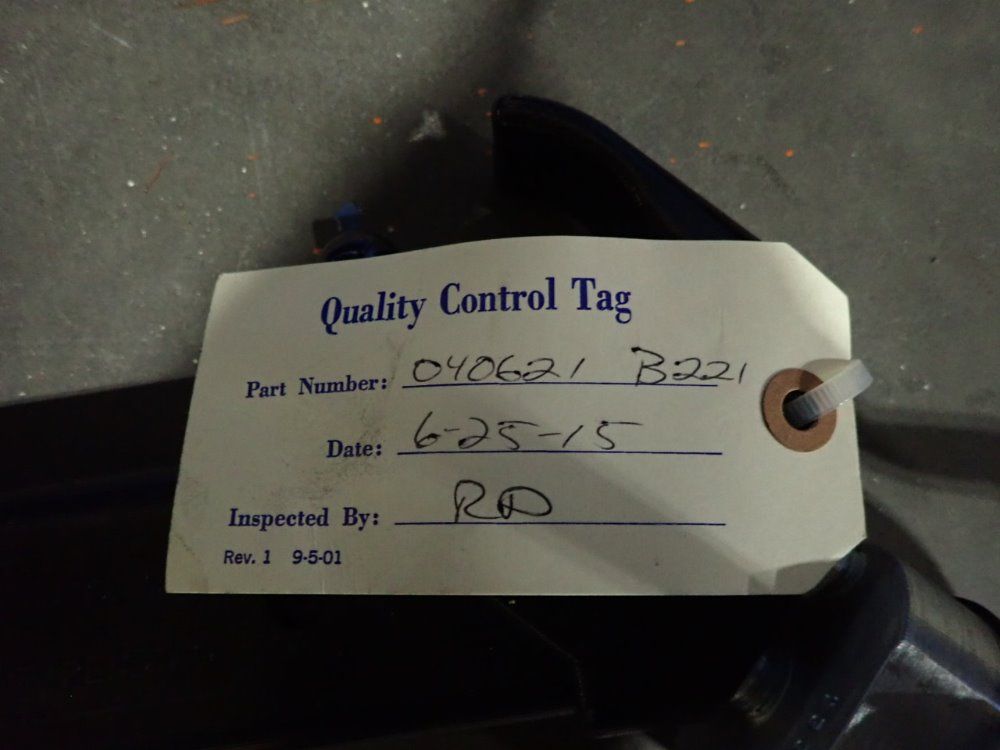 Quality Control Tag
Part Number: 040621 B221
Date: 6-25-15
Inspected By: RD
Rev. 1 9-5-01